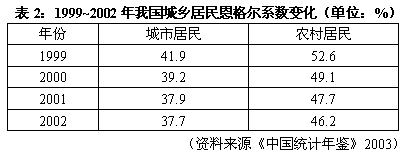 表 2：1999~2002 年我国城乡居民恩格尔系数变化（单位：%）
年份 城市居民 农村居民
1999 41.9 52.6
2000 39.2 49.1
2001 37.9 47.7
2002 37.7 46.2
（资料来源《中国统计年鉴》2003）